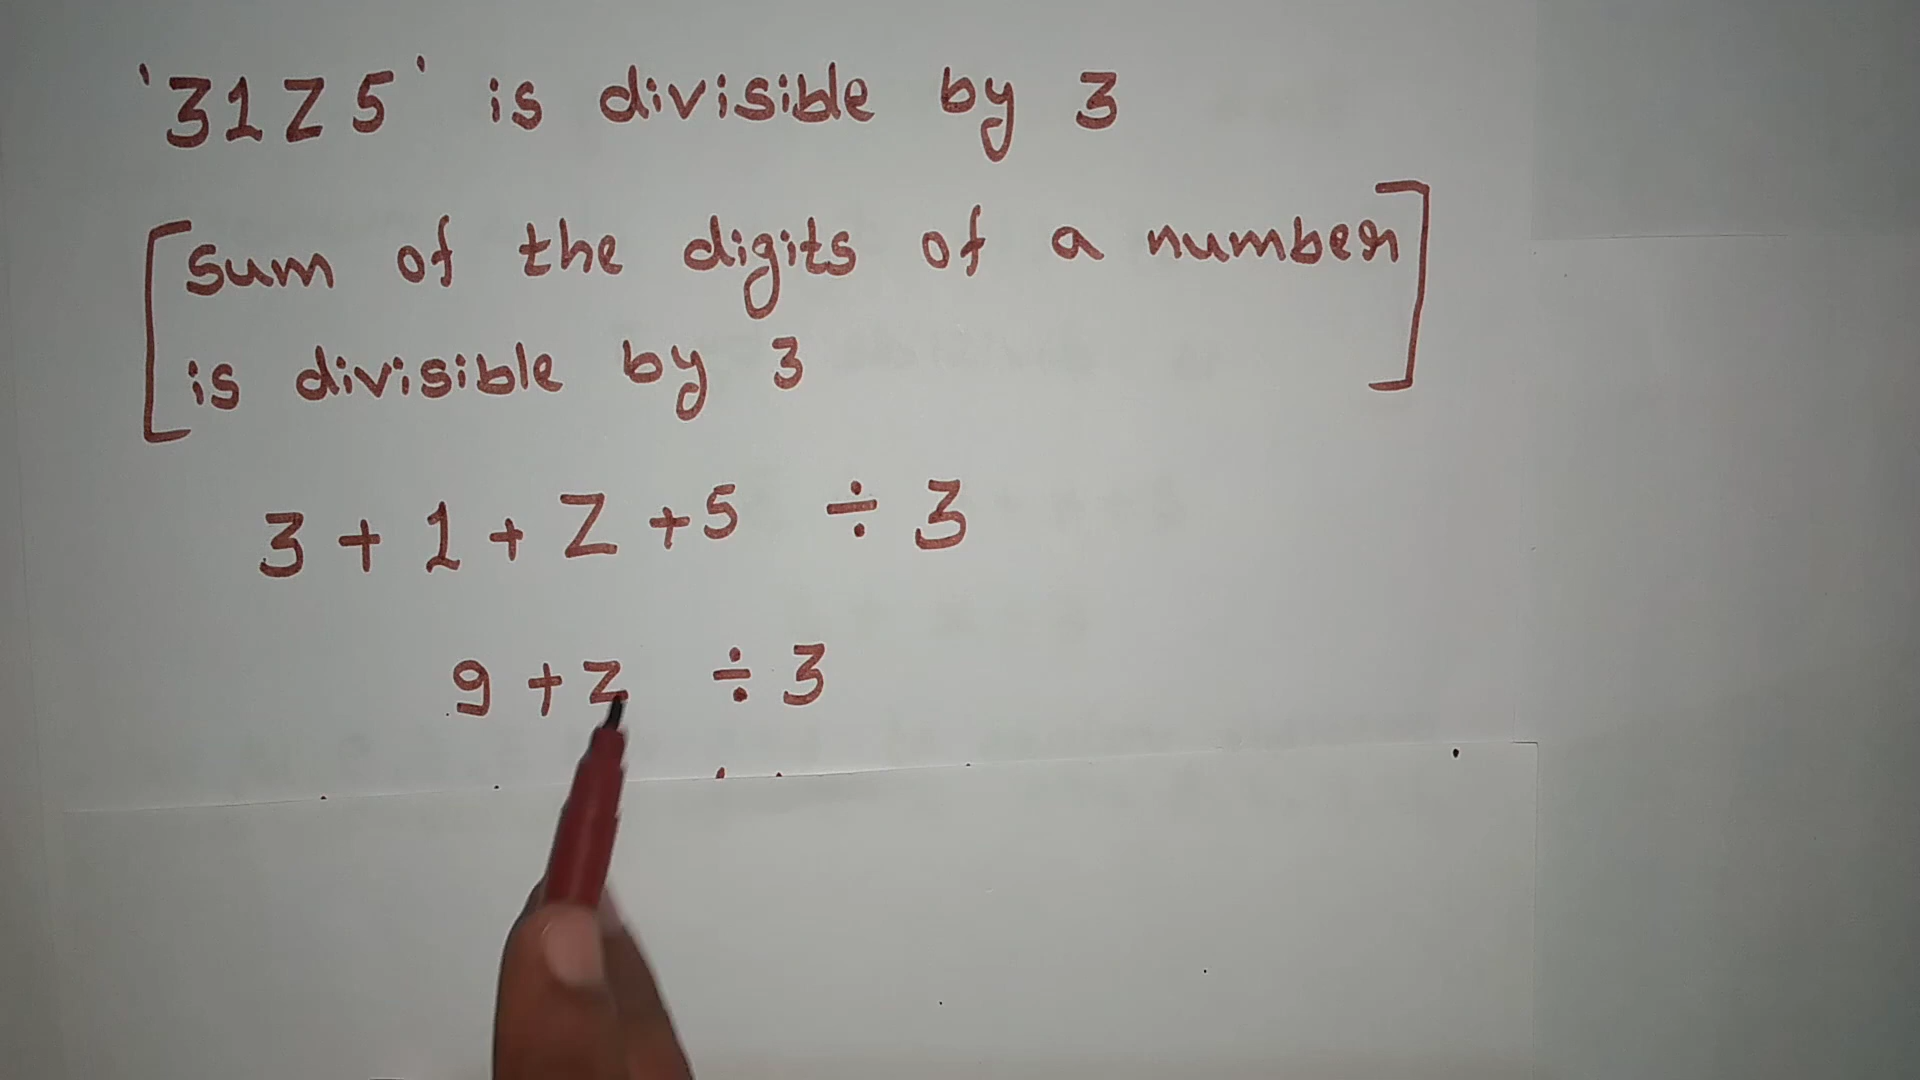 '31Z5' is divisible by 3
[Sum of the digits of a number
is divisible by 3]
3 + 1 + Z + 5 ÷ 3
9 + z ÷ 3